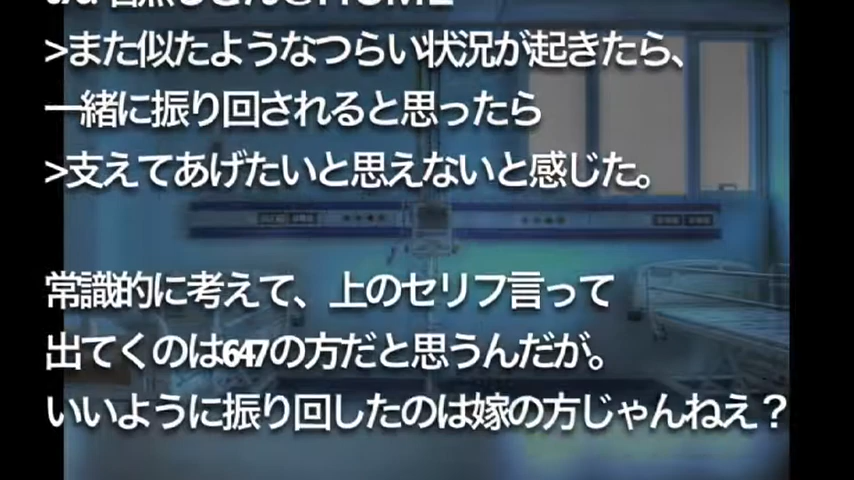 >また似たようなつらい状況が起きたら、
一緒に振り回されると思ったら
>支えてあげたいと思えないと感じた。
常識的に考えて、上のセリフ言って
出てくのは647の方だと思うんだが。
いいように振り回したのは嫁の方じゃんねえ？